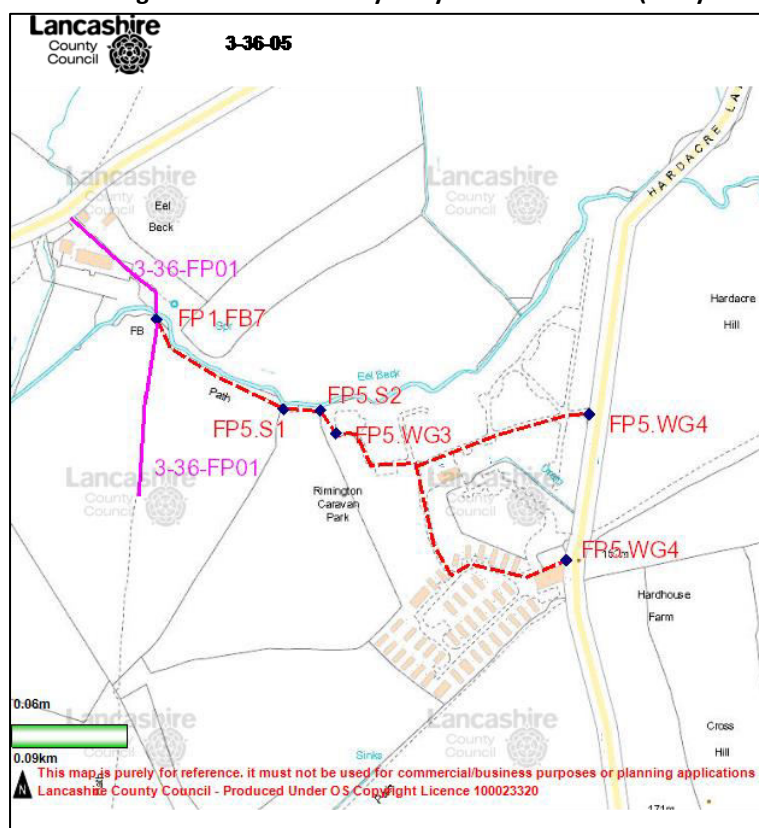 Lancashire
County
Council
3-36-05
HARDACRE LA
Lancashire
County
Council
Lancashire
County
Council
Eel
Beck
3-36-FP01
FP1.FB7
FB
Spr
Hardacre
Hill
Eel Beck
Path
FP5.S1
FP5.S2
FP5.WG3
FP5.WG4
3-36-FP01
Lancashire
County
Council
Rimington
Caravan
Park
Lancashire
County
Council
FP5.WG4
Hardhouse
Farm
0.06m
Lancashire
County
Council
Lancashire
County
Council
Cross
Hill
Sinks
0.09km
Path
Path
171m
N
This map is purely for reference. it must not be used for commercial/business purposes or planning applications
Lancashire County Council - Produced Under OS Copyright Licence 100023320